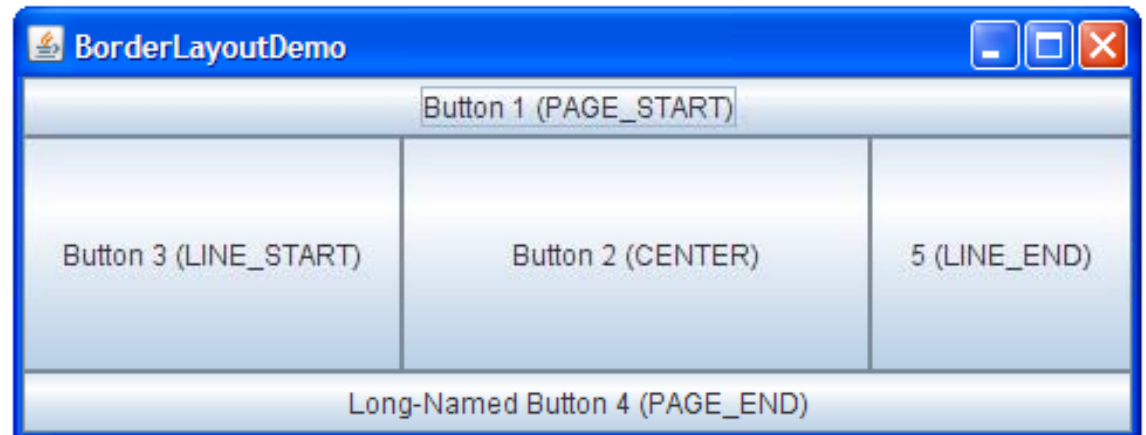 BorderLayoutDemo
Button 1 (PAGE_START)
Button 3 (LINE_START)
Button 2 (CENTER)
5 (LINE_END)
Long-Named Button 4 (PAGE_END)